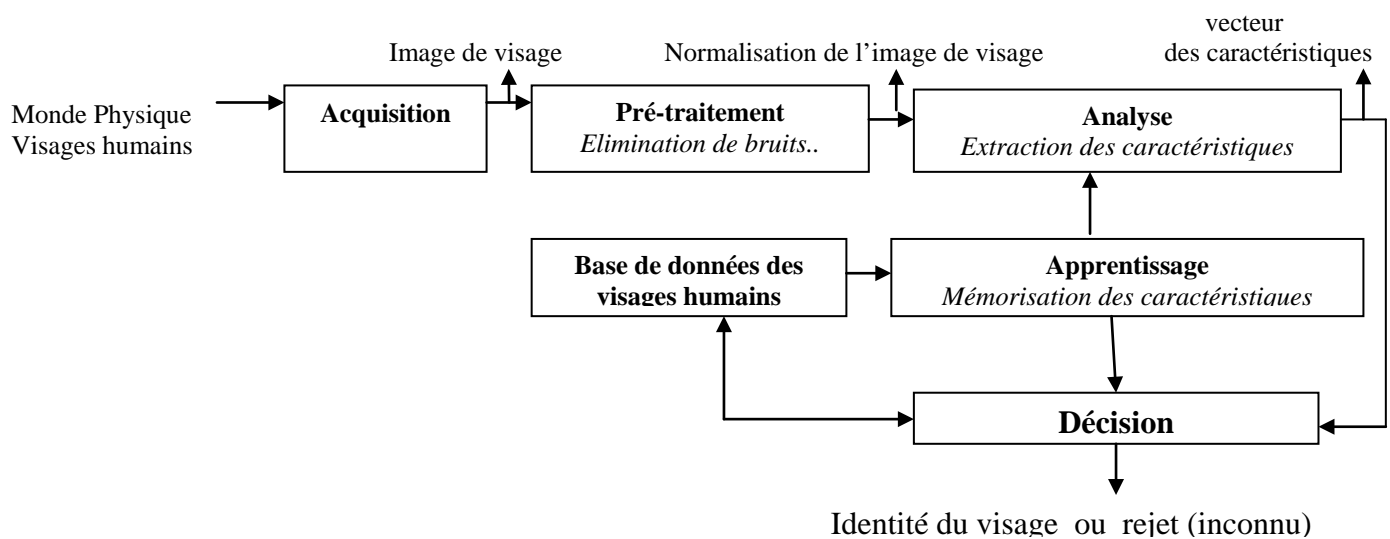 vecteur
Image de visage
Normalisation de l’image de visage
des caractéristiques
Monde Physique
Visages humains
Acquisition
Pré-traitement
Elimination de bruits..
Analyse
Extraction des caractéristiques
Base de données des
visages humains
Apprentissage
Mémorisation des caractéristiques
Décision
Identité du visage ou rejet (inconnu)